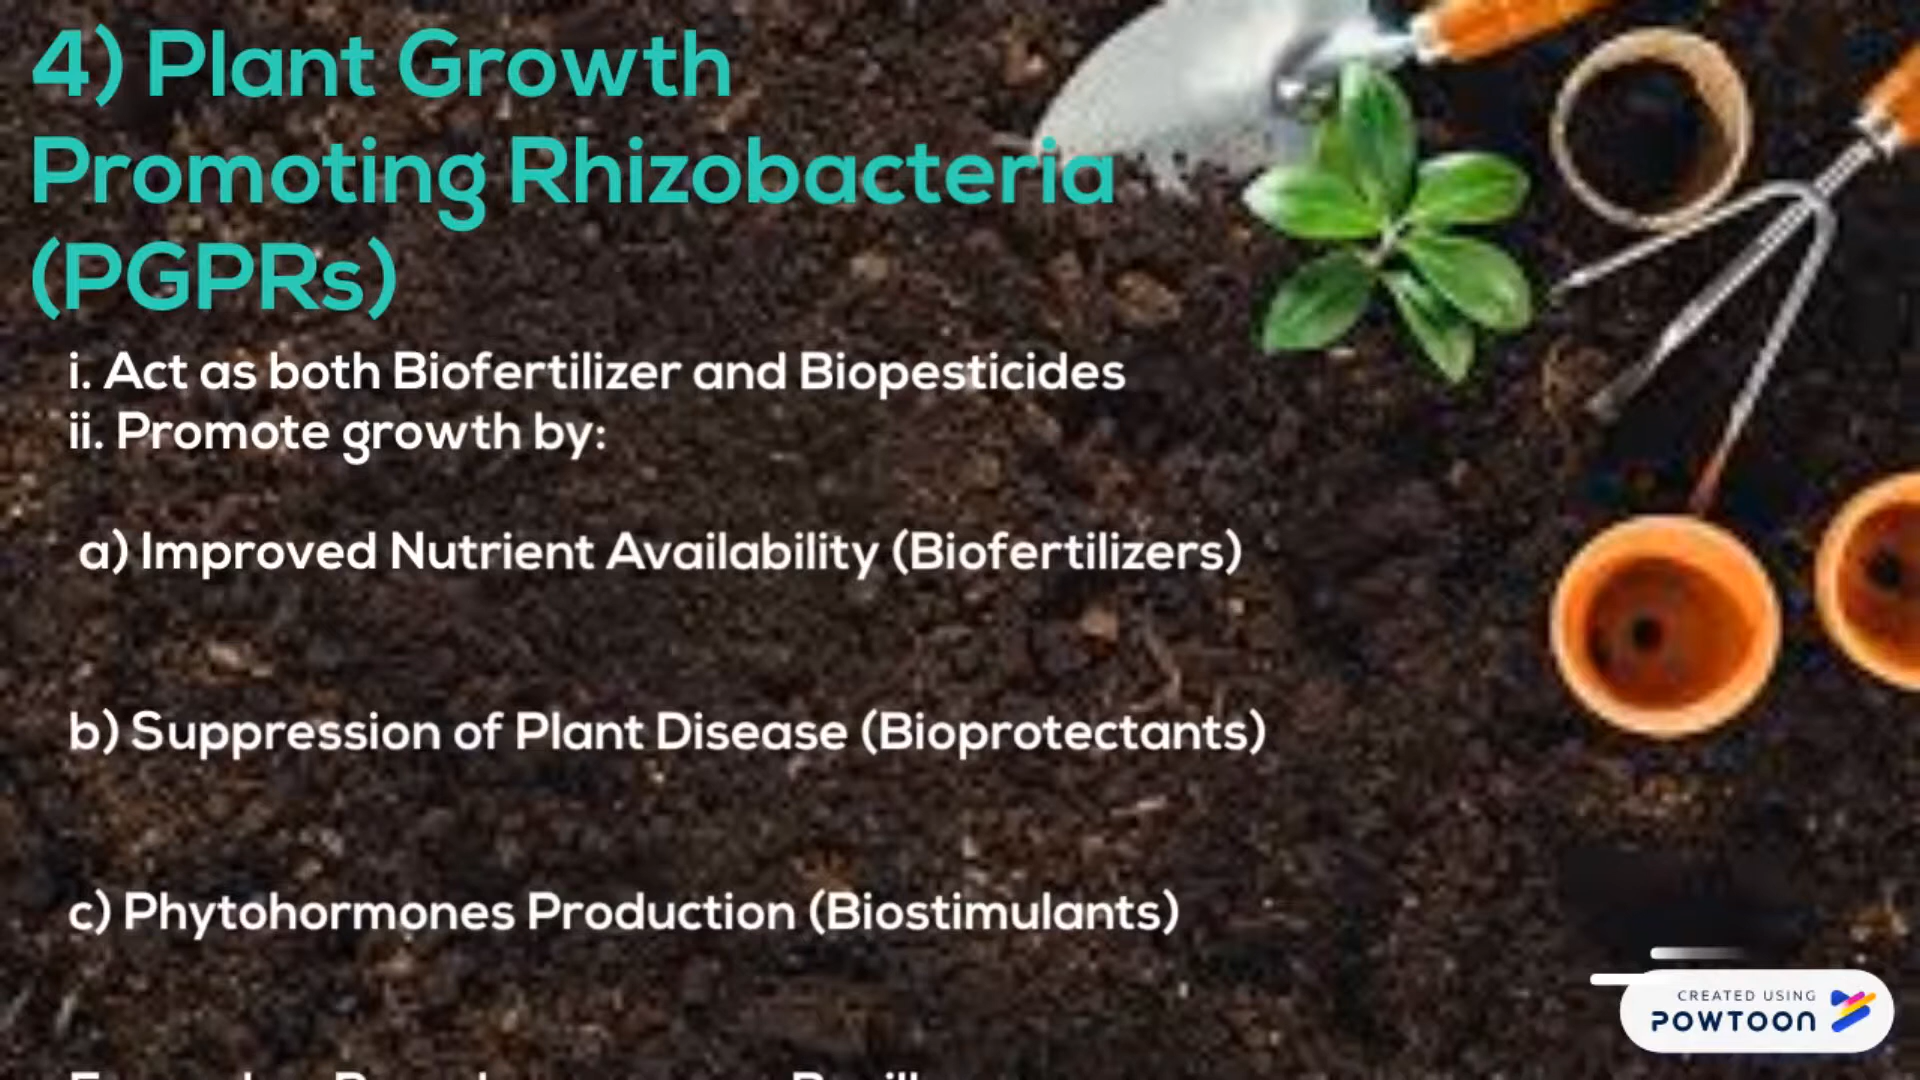 4) Plant Growth
Promoting Rhizobacteria
(PGPRs)
i. Act as both Biofertilizer and Biopesticides
ii. Promote growth by:
a) Improved Nutrient Availability (Biofertilizers)
b) Suppression of Plant Disease (Bioprotectants)
c) Phytohormones Production (Biostimulants)
CREATED USING
POWTOON